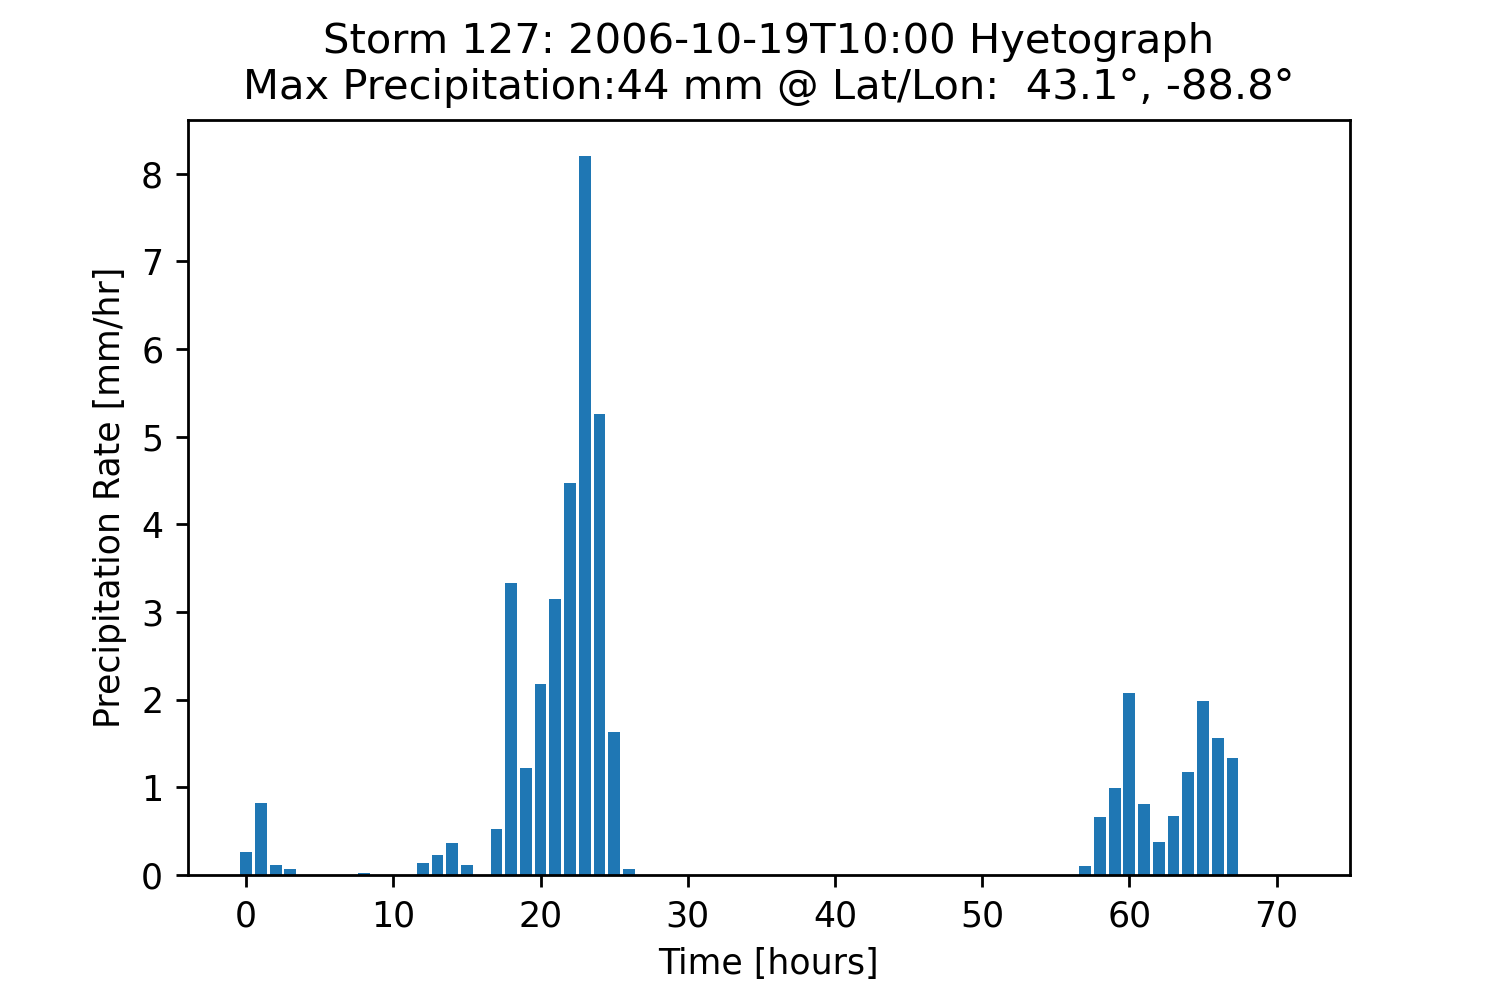 Storm 127: 2006-10-19T10:00 Hyetograph
Max Precipitation:44 mm @ Lat/Lon:  43.1°, -88.8°
Precipitation Rate [mm/hr]
8
7
6
5
4
3
2
1
0
0 10 20 30 40 50 60 70
Time [hours]